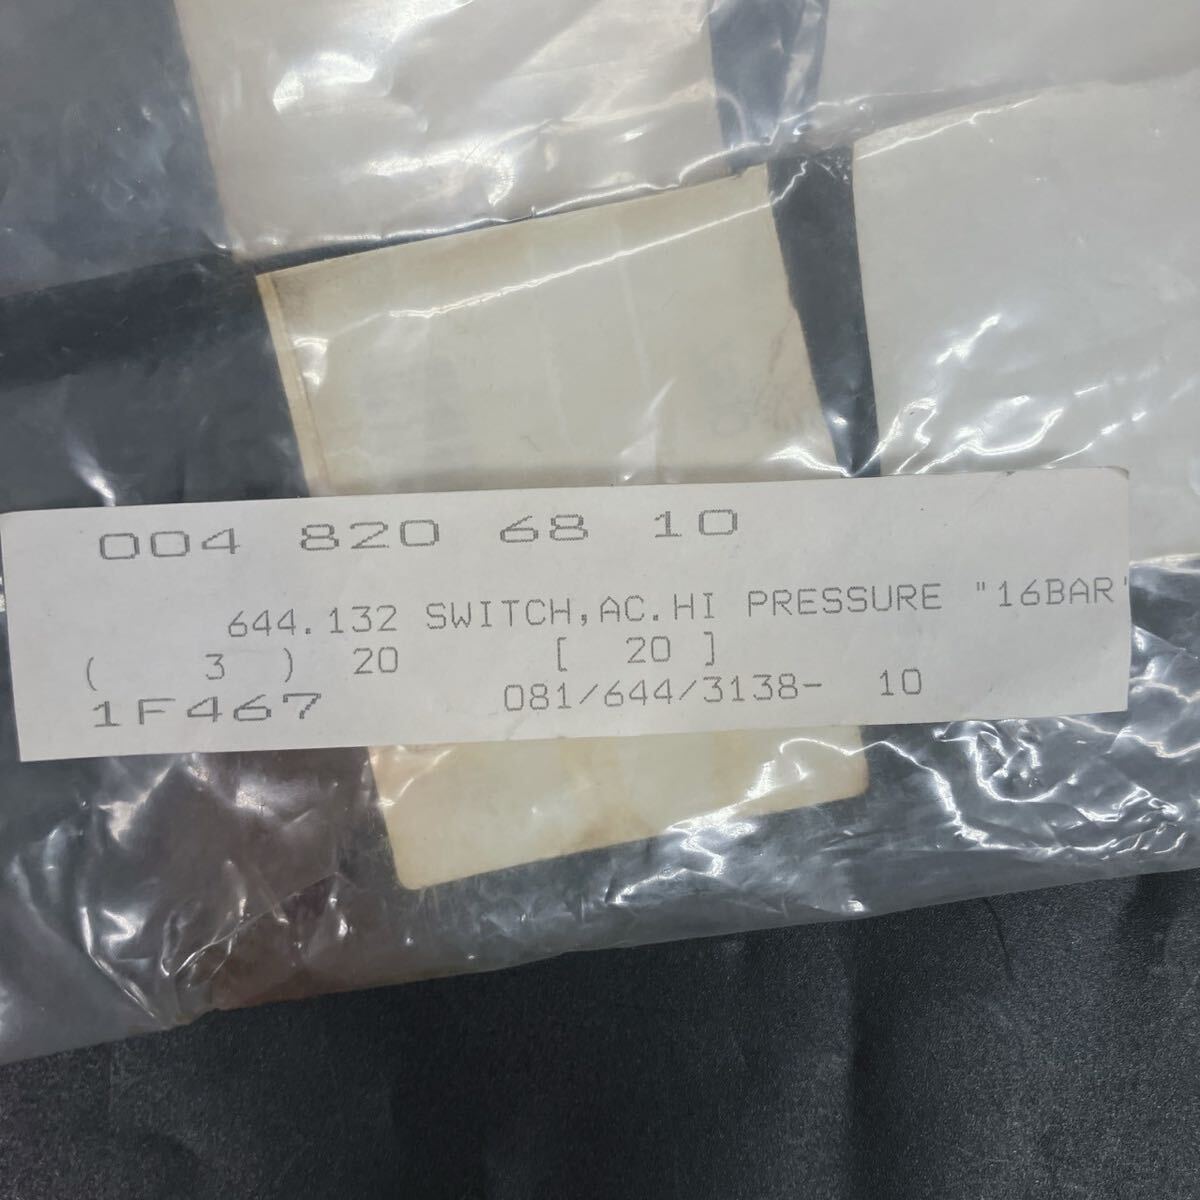 004 820 68 10
644.132 SWITCH,AC.HI PRESSURE "16BAR"
( 3 ) 20 [ 20 ]
1F467 081/644/3138- 10